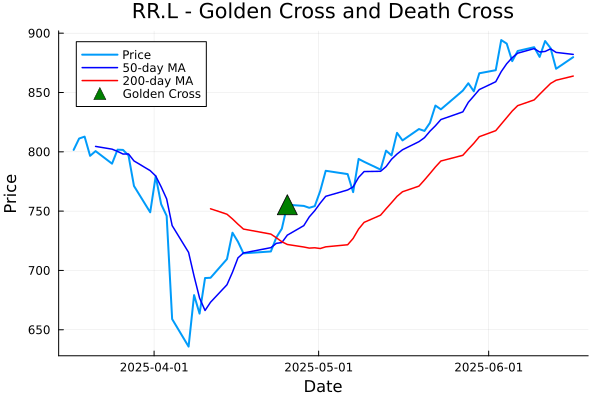 RR.L - Golden Cross and Death Cross
Price
50-day MA
200-day MA
Golden Cross
900
850
800
750
700
650
Price
2025-04-01
2025-05-01
2025-06-01
Date